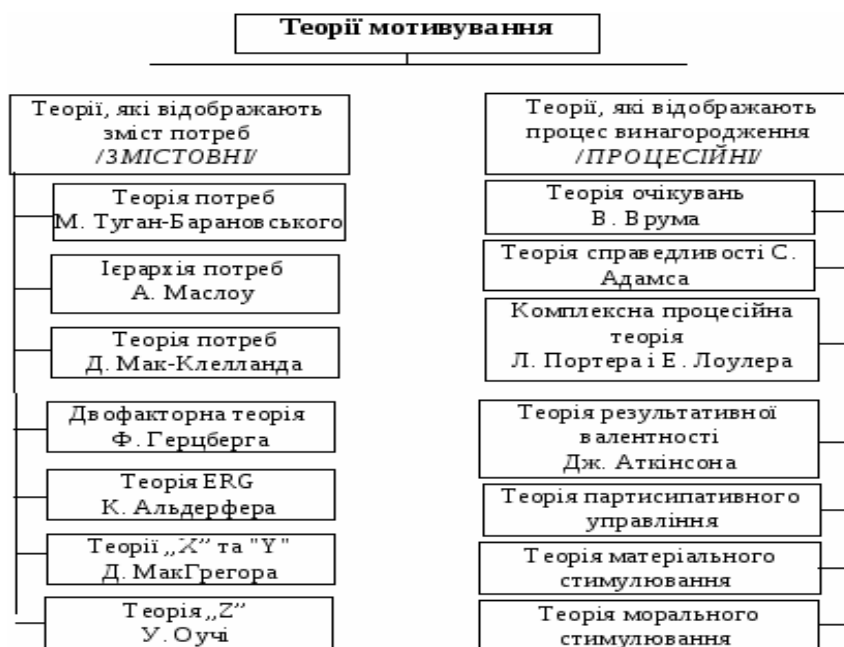 Теорії мотивування
Теорії, які відображають
зміст потреб
/ЗМІСТОВНІ/
Теорія потреб
М. Туган-Барановського
Ієрархія потреб
А. Маслоу
Теорія потреб
Д. Мак-Клелланда
Двофакторна теорія
Ф. Герцберга
Теорія ERG
К. Альдерфера
Теорії „X” та "Y"
Д. МакГрегора
Теорія „Z”
У. Оучі
Теорії, які відображають
процес винагородження
/ПРОЦЕСІЙНІ/
Теорія очікувань
В. Врума
Теорія справедливості С.
Адамса
Комплексна процесійна
теорія
Л. Портера і Е. Лоулера
Теорія результативної
валентності
Дж. Аткінсона
Теорія партисипативного
управління
Теорія матеріального
стимулювання
Теорія морального
стимулювання